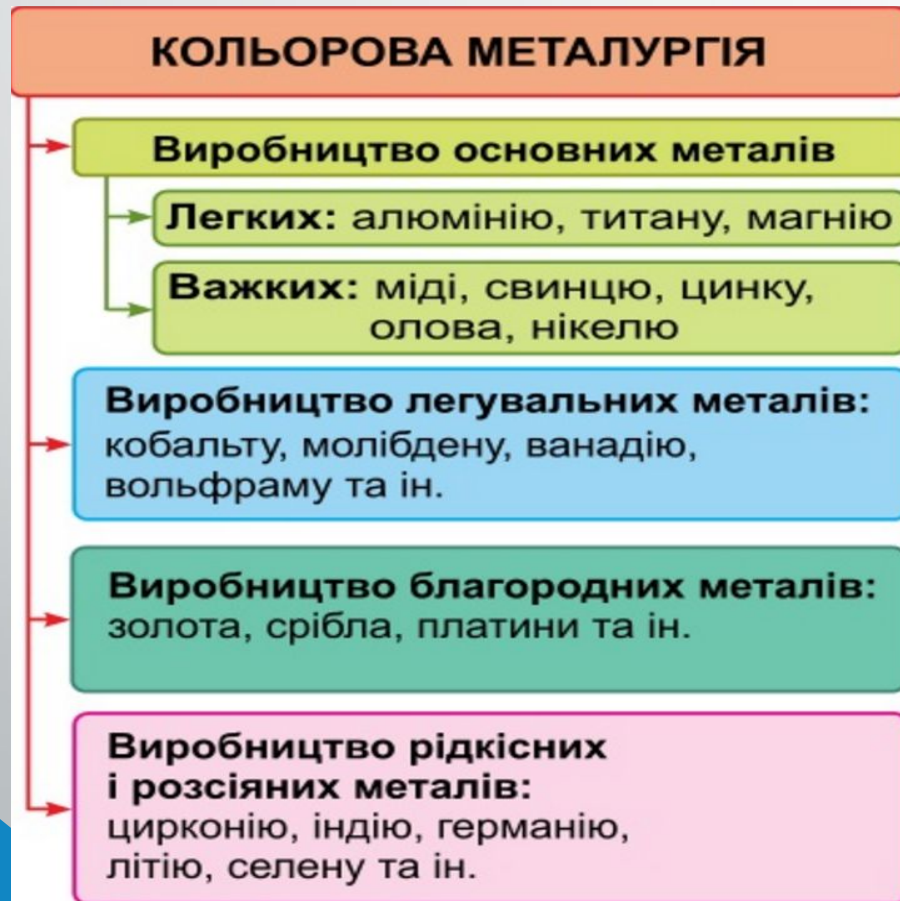 КОЛЬОРОВА МЕТАЛУРГІЯ
Виробництво основних металів
Легких: алюмінію, титану, магнію
Важких: міді, свинцю, цинку,
олова, нікелю
Виробництво легувальних металів:
кобальту, молібдену, ванадію,
вольфраму та ін.
Виробництво благородних металів:
золота, срібла, платини та ін.
Виробництво рідкісних
і розсіяних металів:
цирконію, індію, германію,
літію, селену та ін.